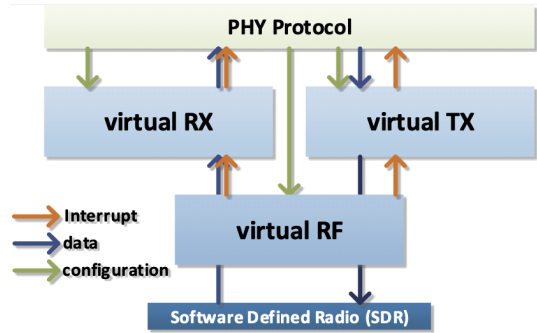 PHY Protocol
virtual RX
virtual TX
virtual RF
Interrupt
data
configuration
Software Defined Radio (SDR)